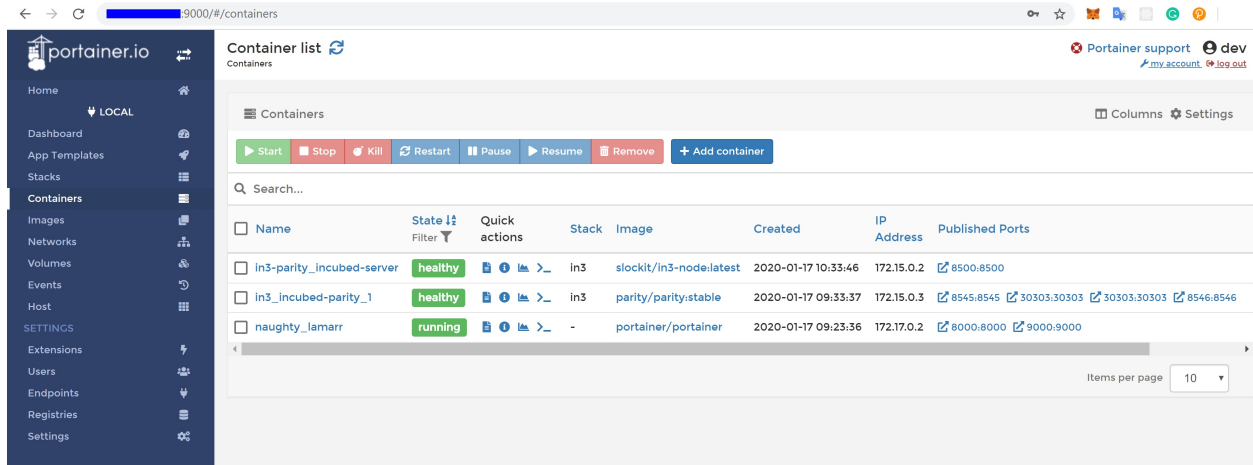 :9000/#/containers
portainer.io
Container list
Containers
Portainer support dev
my account log out
Home
LOCAL
Dashboard
App Templates
Stacks
Containers
Images
Networks
Volumes
Events
Host
SETTINGS
Extensions
Users
Endpoints
Registries
Settings
Containers
Columns Settings
Start Stop Kill Restart Pause Resume Remove + Add container
Search...
Name State Filter Quick actions Stack Image Created IP Address Published Ports
in3-parity_incubed-server healthy in3 slockit/in3-node:latest 2020-01-17 10:33:46 172.15.0.2 8500:8500
in3_incubed-parity_1 healthy in3 parity/parity:stable 2020-01-17 09:33:37 172.15.0.3 8545:8545 30303:30303 30303:30303 8546:8546
naughty_lamarr running - portainer/portainer 2020-01-17 09:23:36 172.17.0.2 8000:8000 9000:9000
Items per page 10